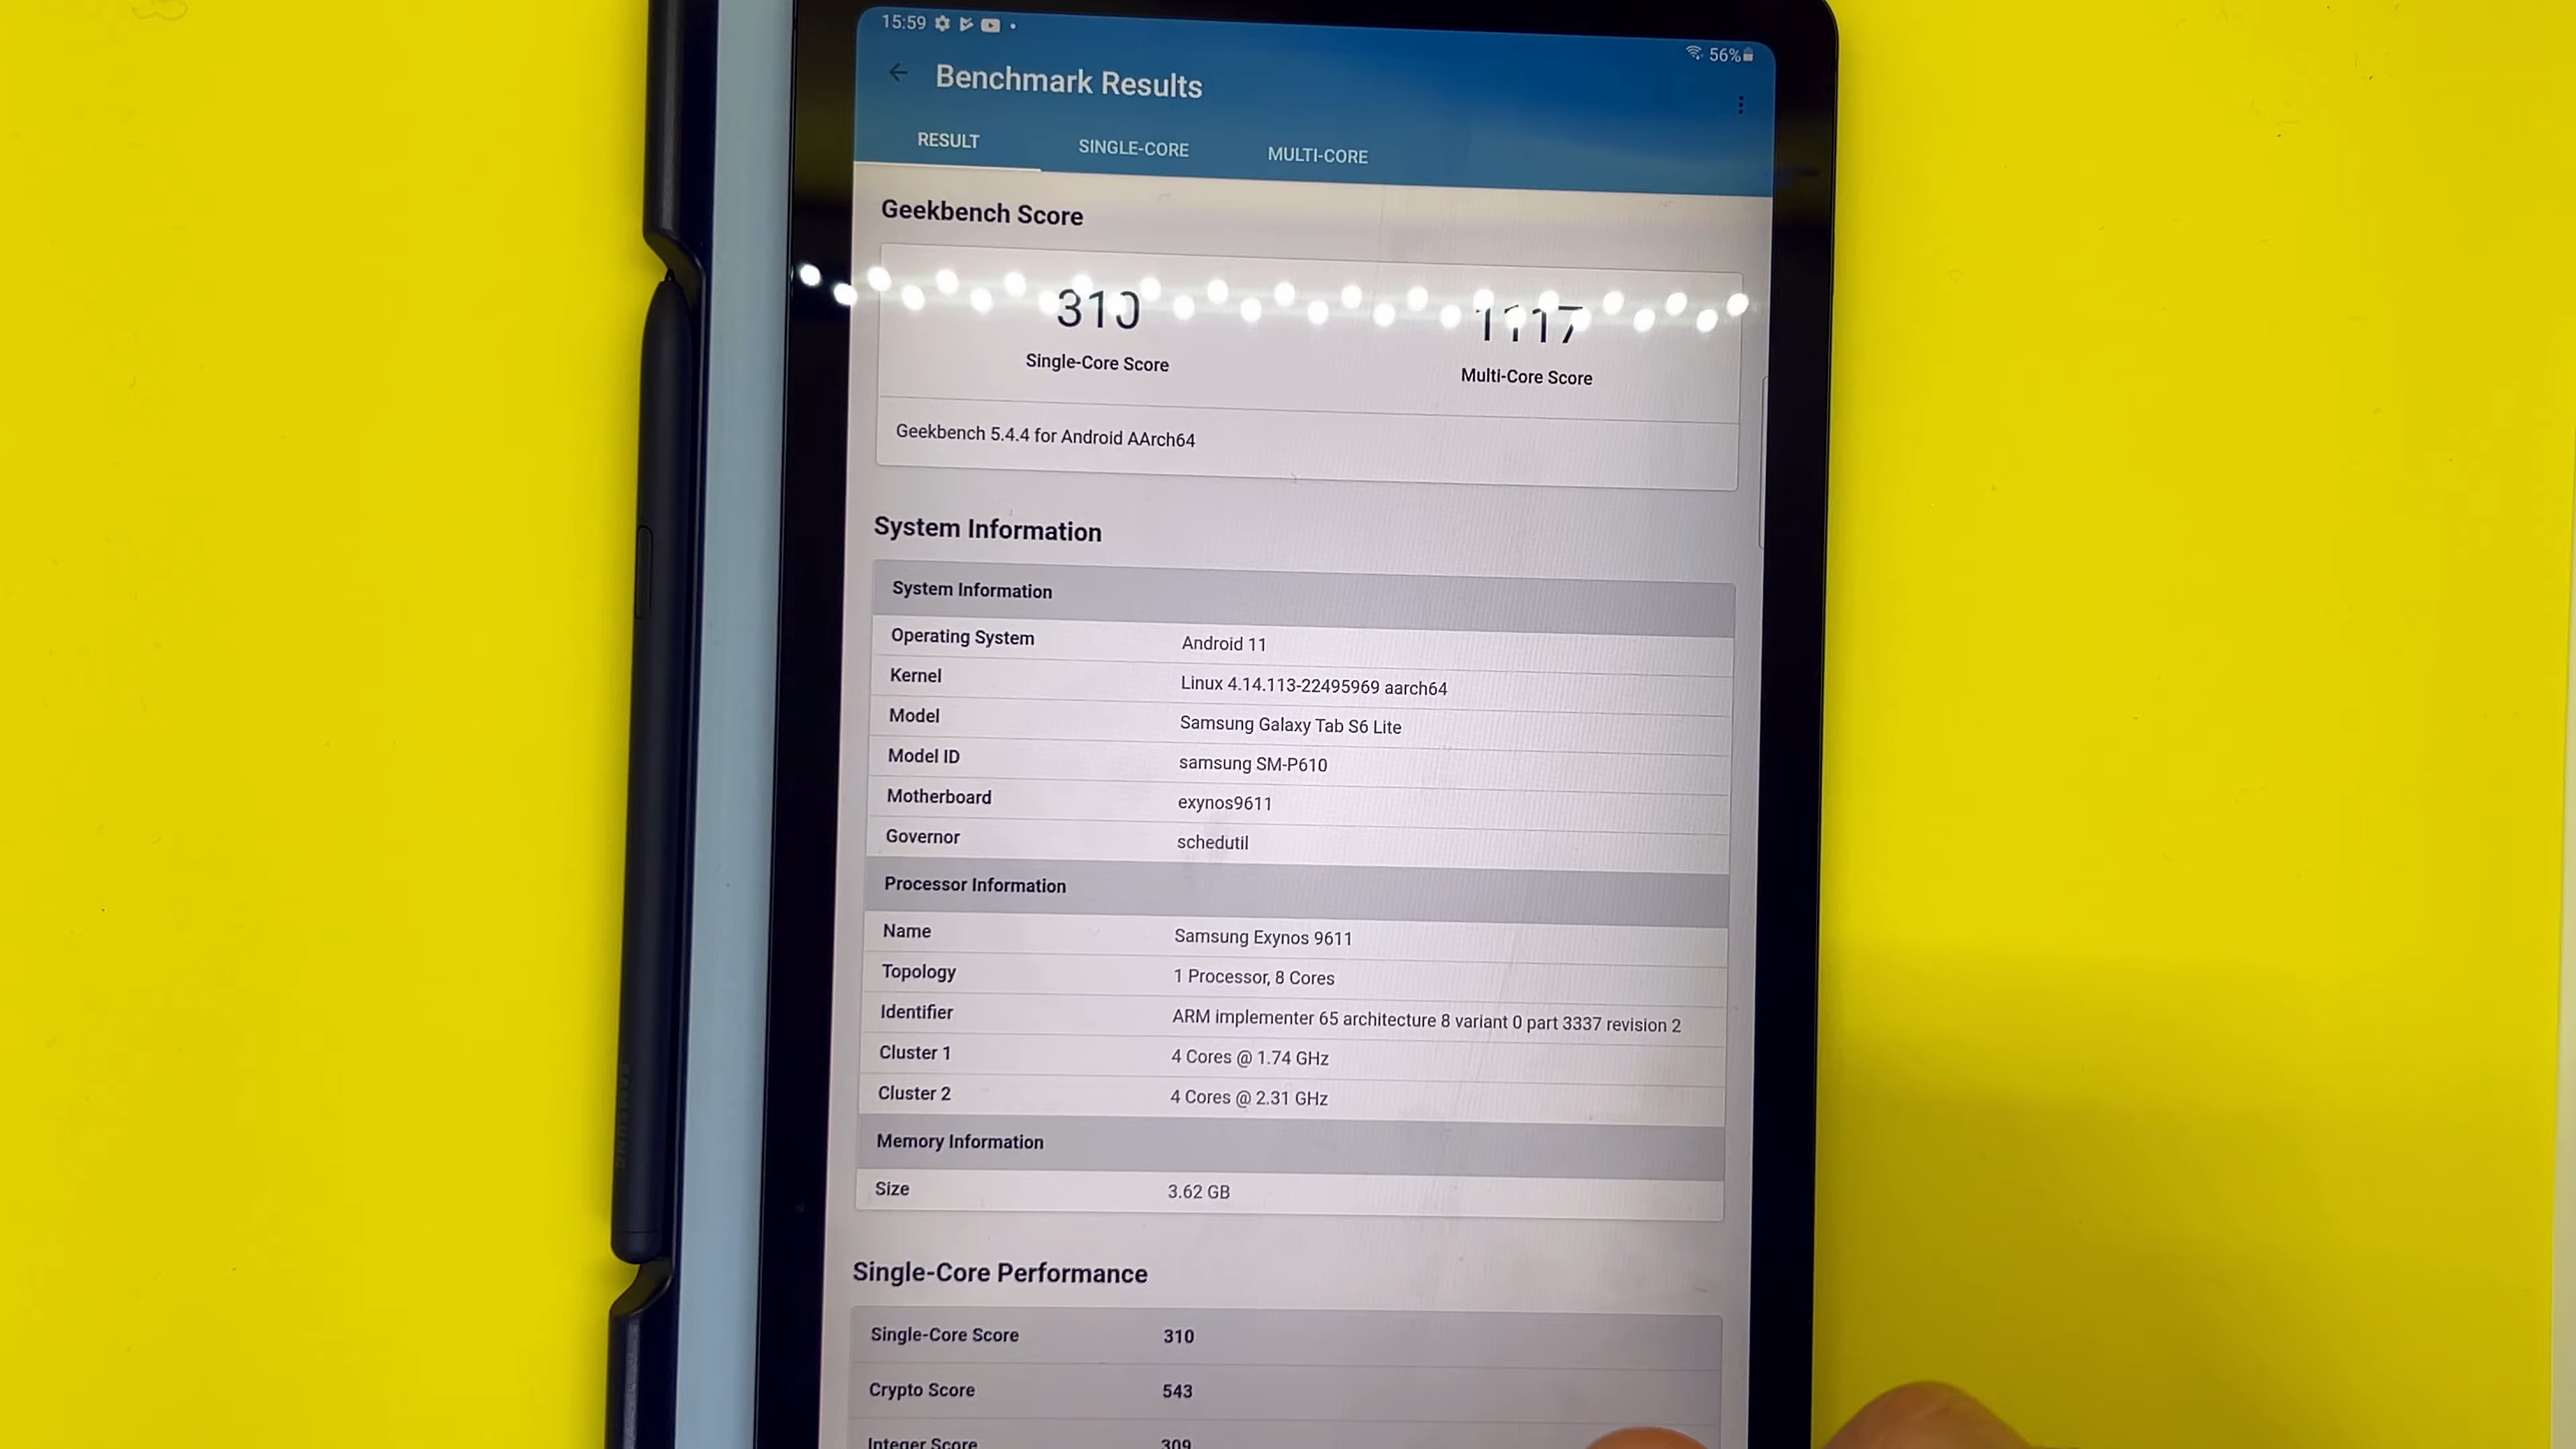 15:59
56%
Benchmark Results
RESULT SINGLE-CORE MULTI-CORE
Geekbench Score
310 1117
Single-Core Score Multi-Core Score
Geekbench 5.4.4 for Android AArch64
System Information
System Information
Operating System Android 11
Kernel Linux 4.14.113-22495969 aarch64
Model Samsung Galaxy Tab S6 Lite
Model ID samsung SM-P610
Motherboard exynos9611
Governor schedutil
Processor Information
Name Samsung Exynos 9611
Topology 1 Processor, 8 Cores
Identifier ARM implementer 65 architecture 8 variant 0 part 3337 revision 2
Cluster 1 4 Cores @ 1.74 GHz
Cluster 2 4 Cores @ 2.31 GHz
Memory Information
Size 3.62 GB
Single-Core Performance
Single-Core Score 310
Crypto Score 543
Integer Score 309